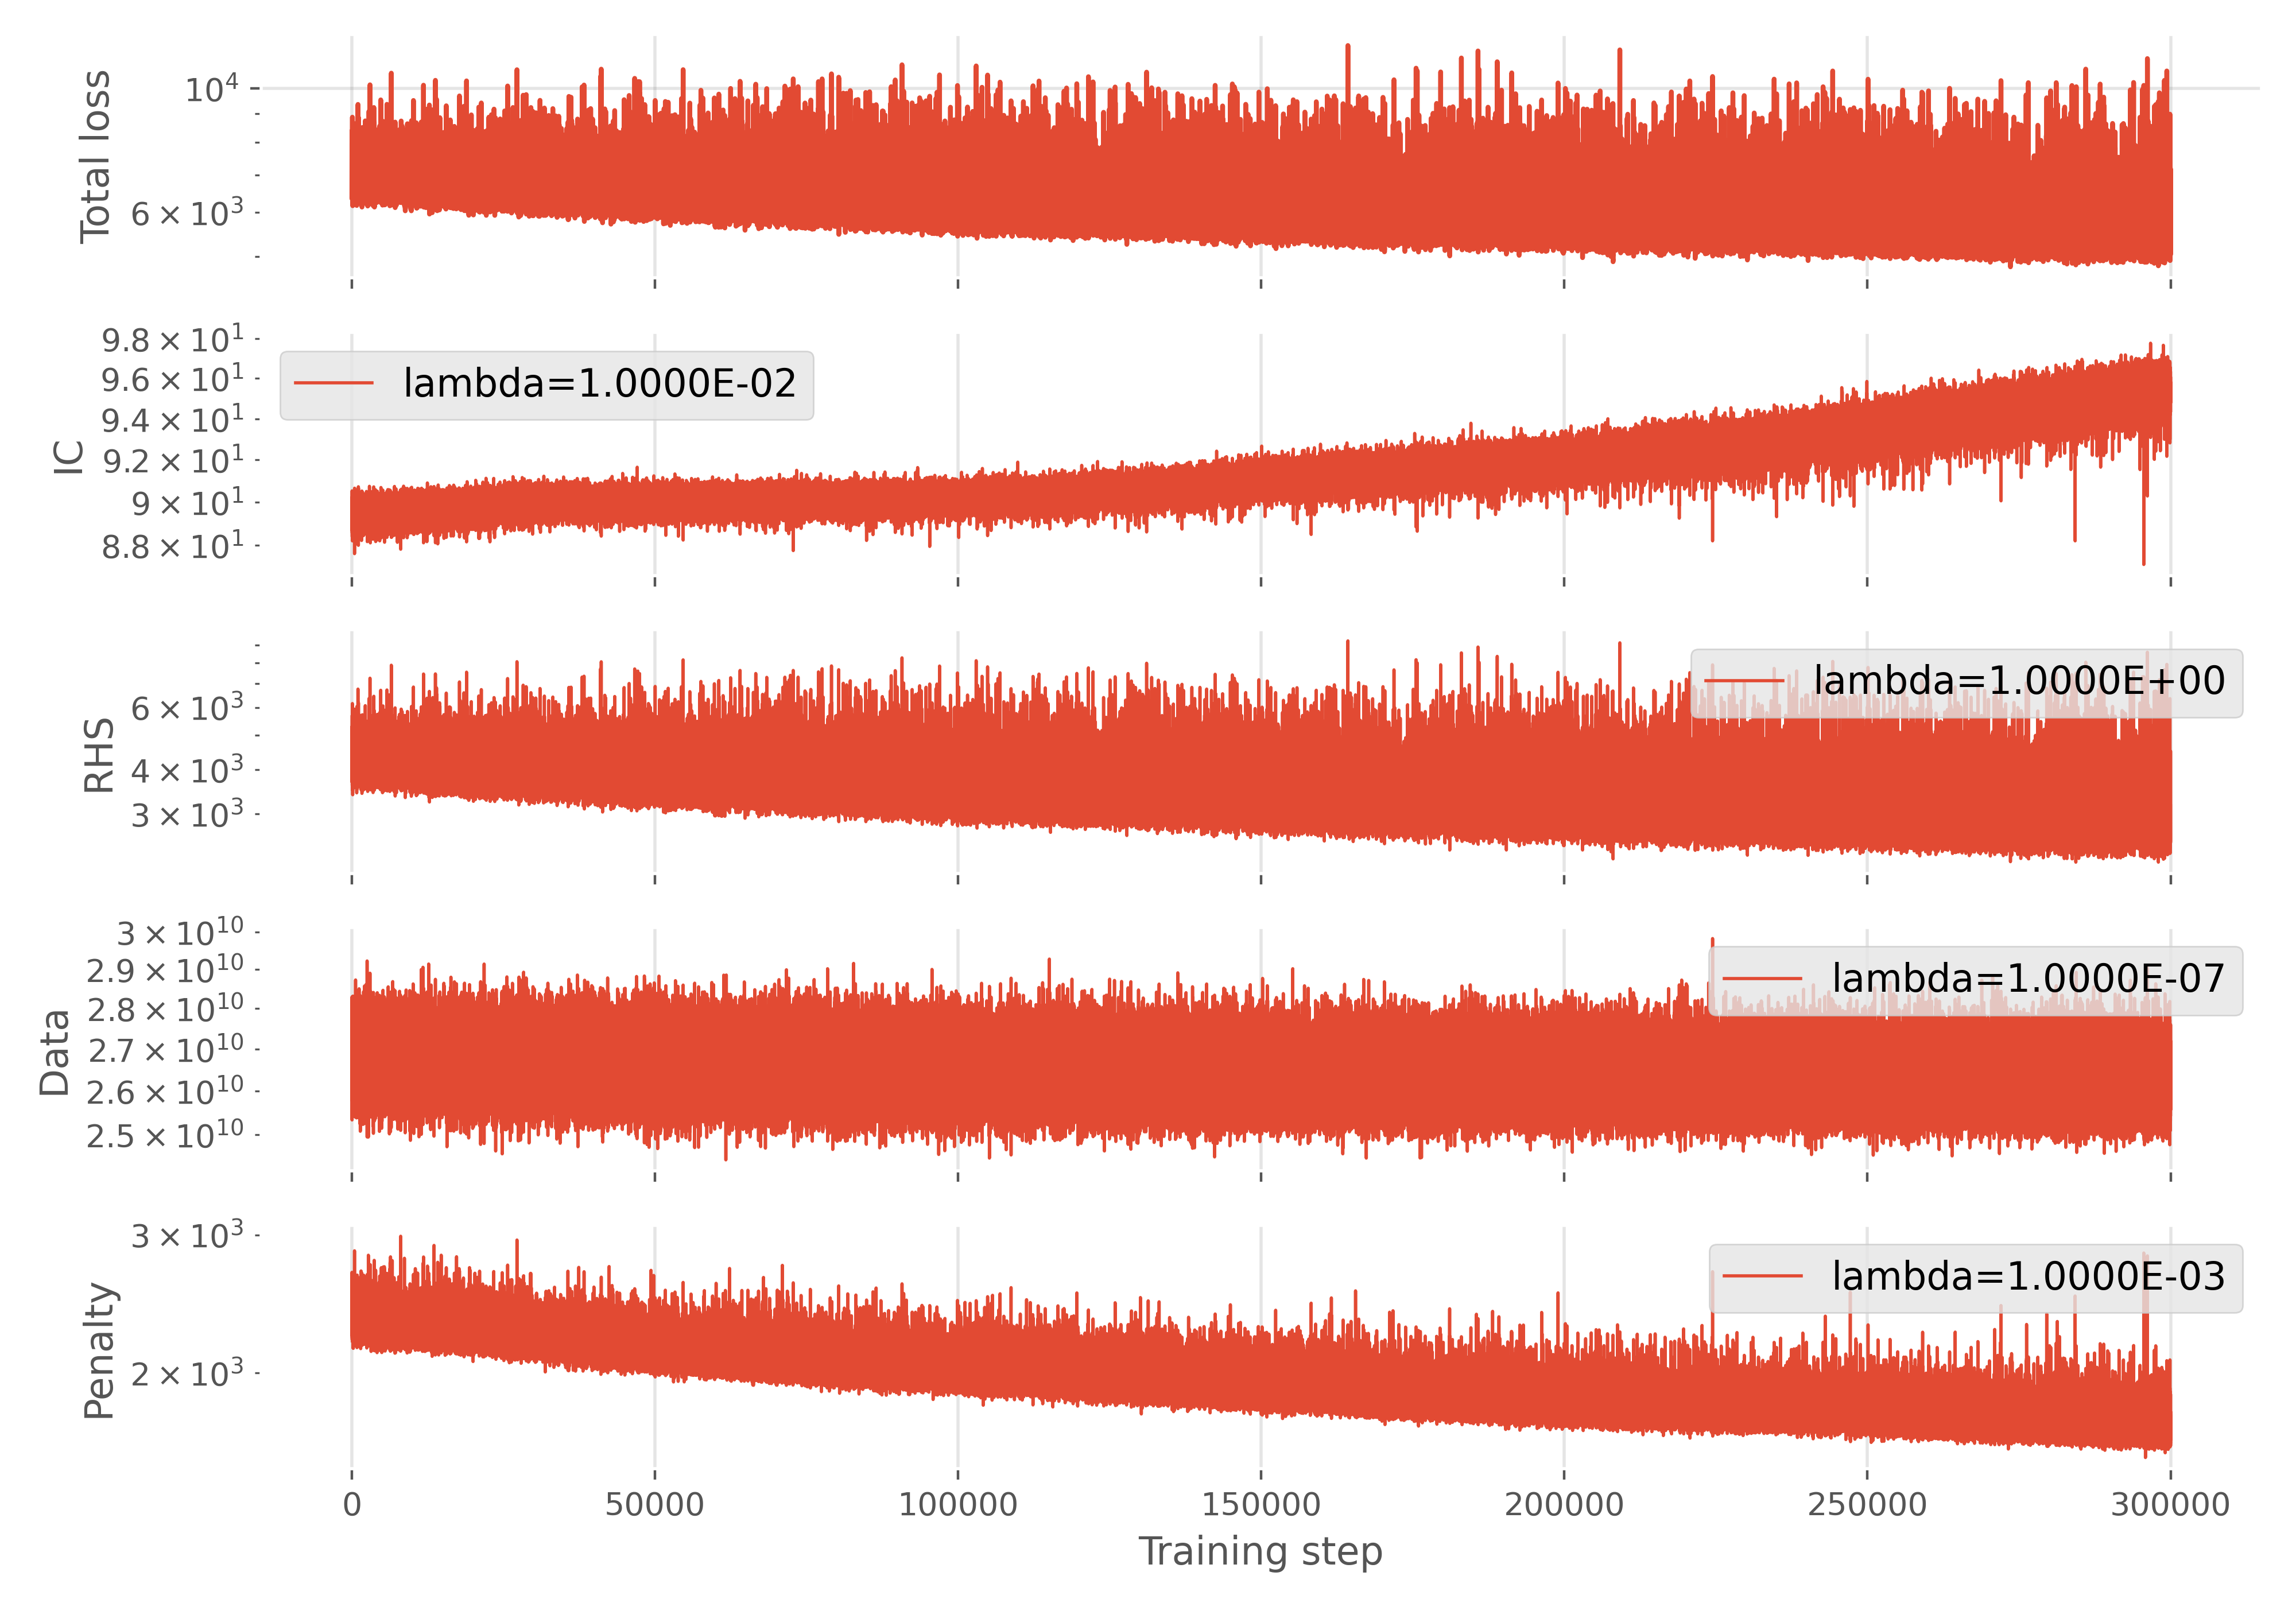 Total loss
10^4
6 × 10^3
IC
9.8 × 10^1
9.6 × 10^1
9.4 × 10^1
9.2 × 10^1
9 × 10^1
8.8 × 10^1
lambda=1.0000E-02
RHS
6 × 10^3
4 × 10^3
3 × 10^3
lambda=1.0000E+00
Data
3 × 10^10
2.9 × 10^10
2.8 × 10^10
2.7 × 10^10
2.6 × 10^10
2.5 × 10^10
lambda=1.0000E-07
Penalty
3 × 10^3
2 × 10^3
lambda=1.0000E-03
0 50000 100000 150000 200000 250000 300000
Training step